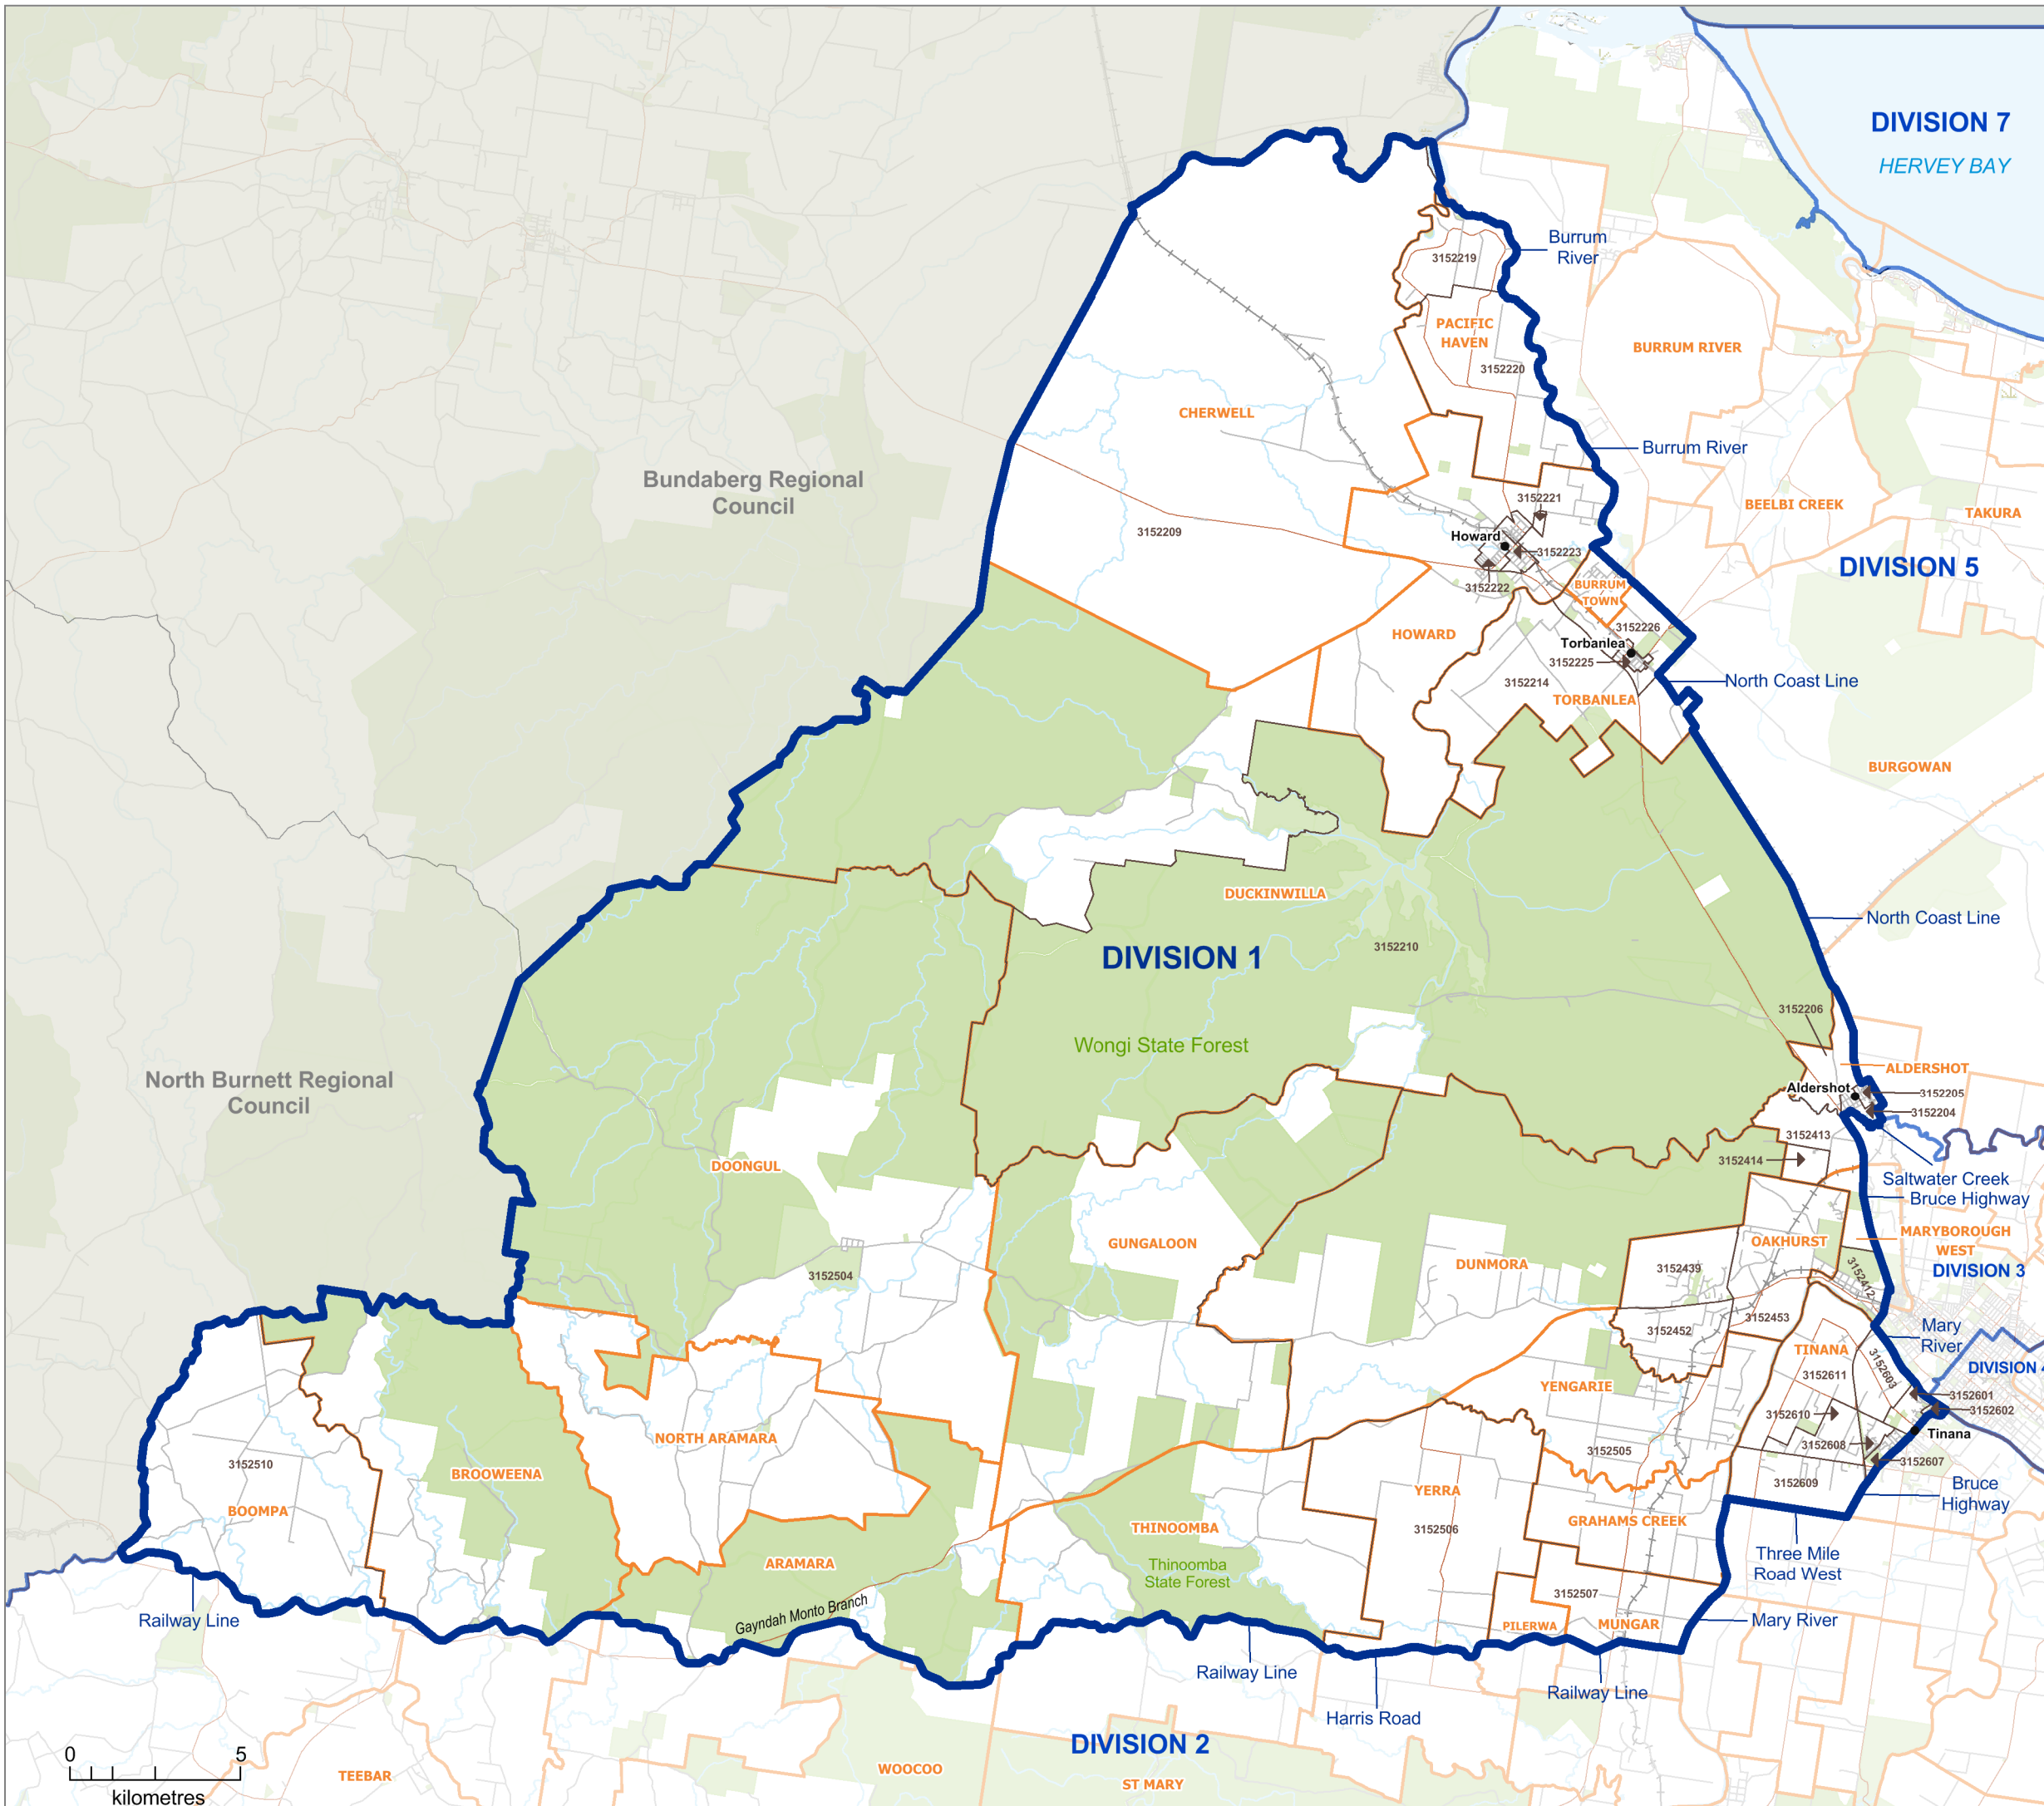 DIVISION 7
HERVEY BAY
Burrum
River
3152219
PACIFIC
HAVEN
BURRUM RIVER
3152220
CHERWELL
Burrum River
Bundaberg Regional
Council
3152221
BEELBI CREEK
TAKURA
3152209
Howard
3152223
DIVISION 5
3152222
BURRUM
TOWN
HOWARD
3152226
Torbanlea
3152225
3152214
North Coast Line
TORBANLEA
BURGOWAN
DUCKINWILLA
North Coast Line
3152210
DIVISION 1
3152206
Wongi State Forest
ALDERSHOT
North Burnett Regional
Council
Aldershot
3152205
3152204
3152413
3152414
DOONGUL
Saltwater Creek
Bruce Highway
GUNGALOON
OAKHURST
MARYBOROUGH
WEST
DUNMORA
3152439
3152412
DIVISION 3
3152504
3152453
3152452
Mary
River
TINANA
3152603
DIVISION 4
3152611
YENGARIE
3152601
3152602
3152610
Tinana
NORTH ARAMARA
3152608
3152505
3152607
3152510
BROOWEENA
3152609
Bruce
Highway
YERRA
BOOMPA
GRAHAMS CREEK
THINOOMBA
3152506
Three Mile
Road West
ARAMARA
Thinoomba
State Forest
3152507
Gayndah Monto Branch
Railway Line
PILERWA
MUNGAR
Mary River
Railway Line
Railway Line
Harris Road
DIVISION 2
0 5
kilometres
TEEBAR
WOOCOO
ST MARY